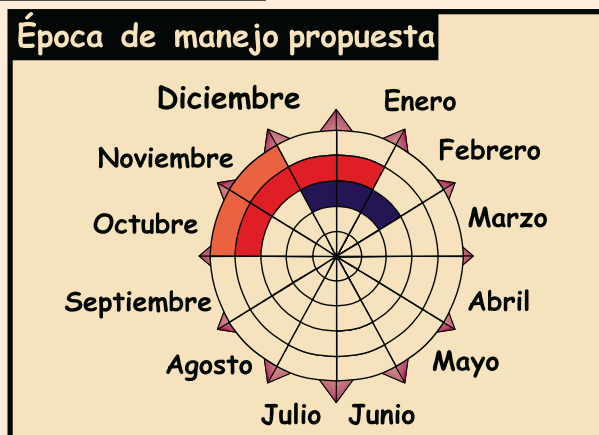 Época de manejo propuesta
Diciembre
Enero
Noviembre
Febrero
Octubre
Marzo
Septiembre
Abril
Agosto
Mayo
Julio
Junio